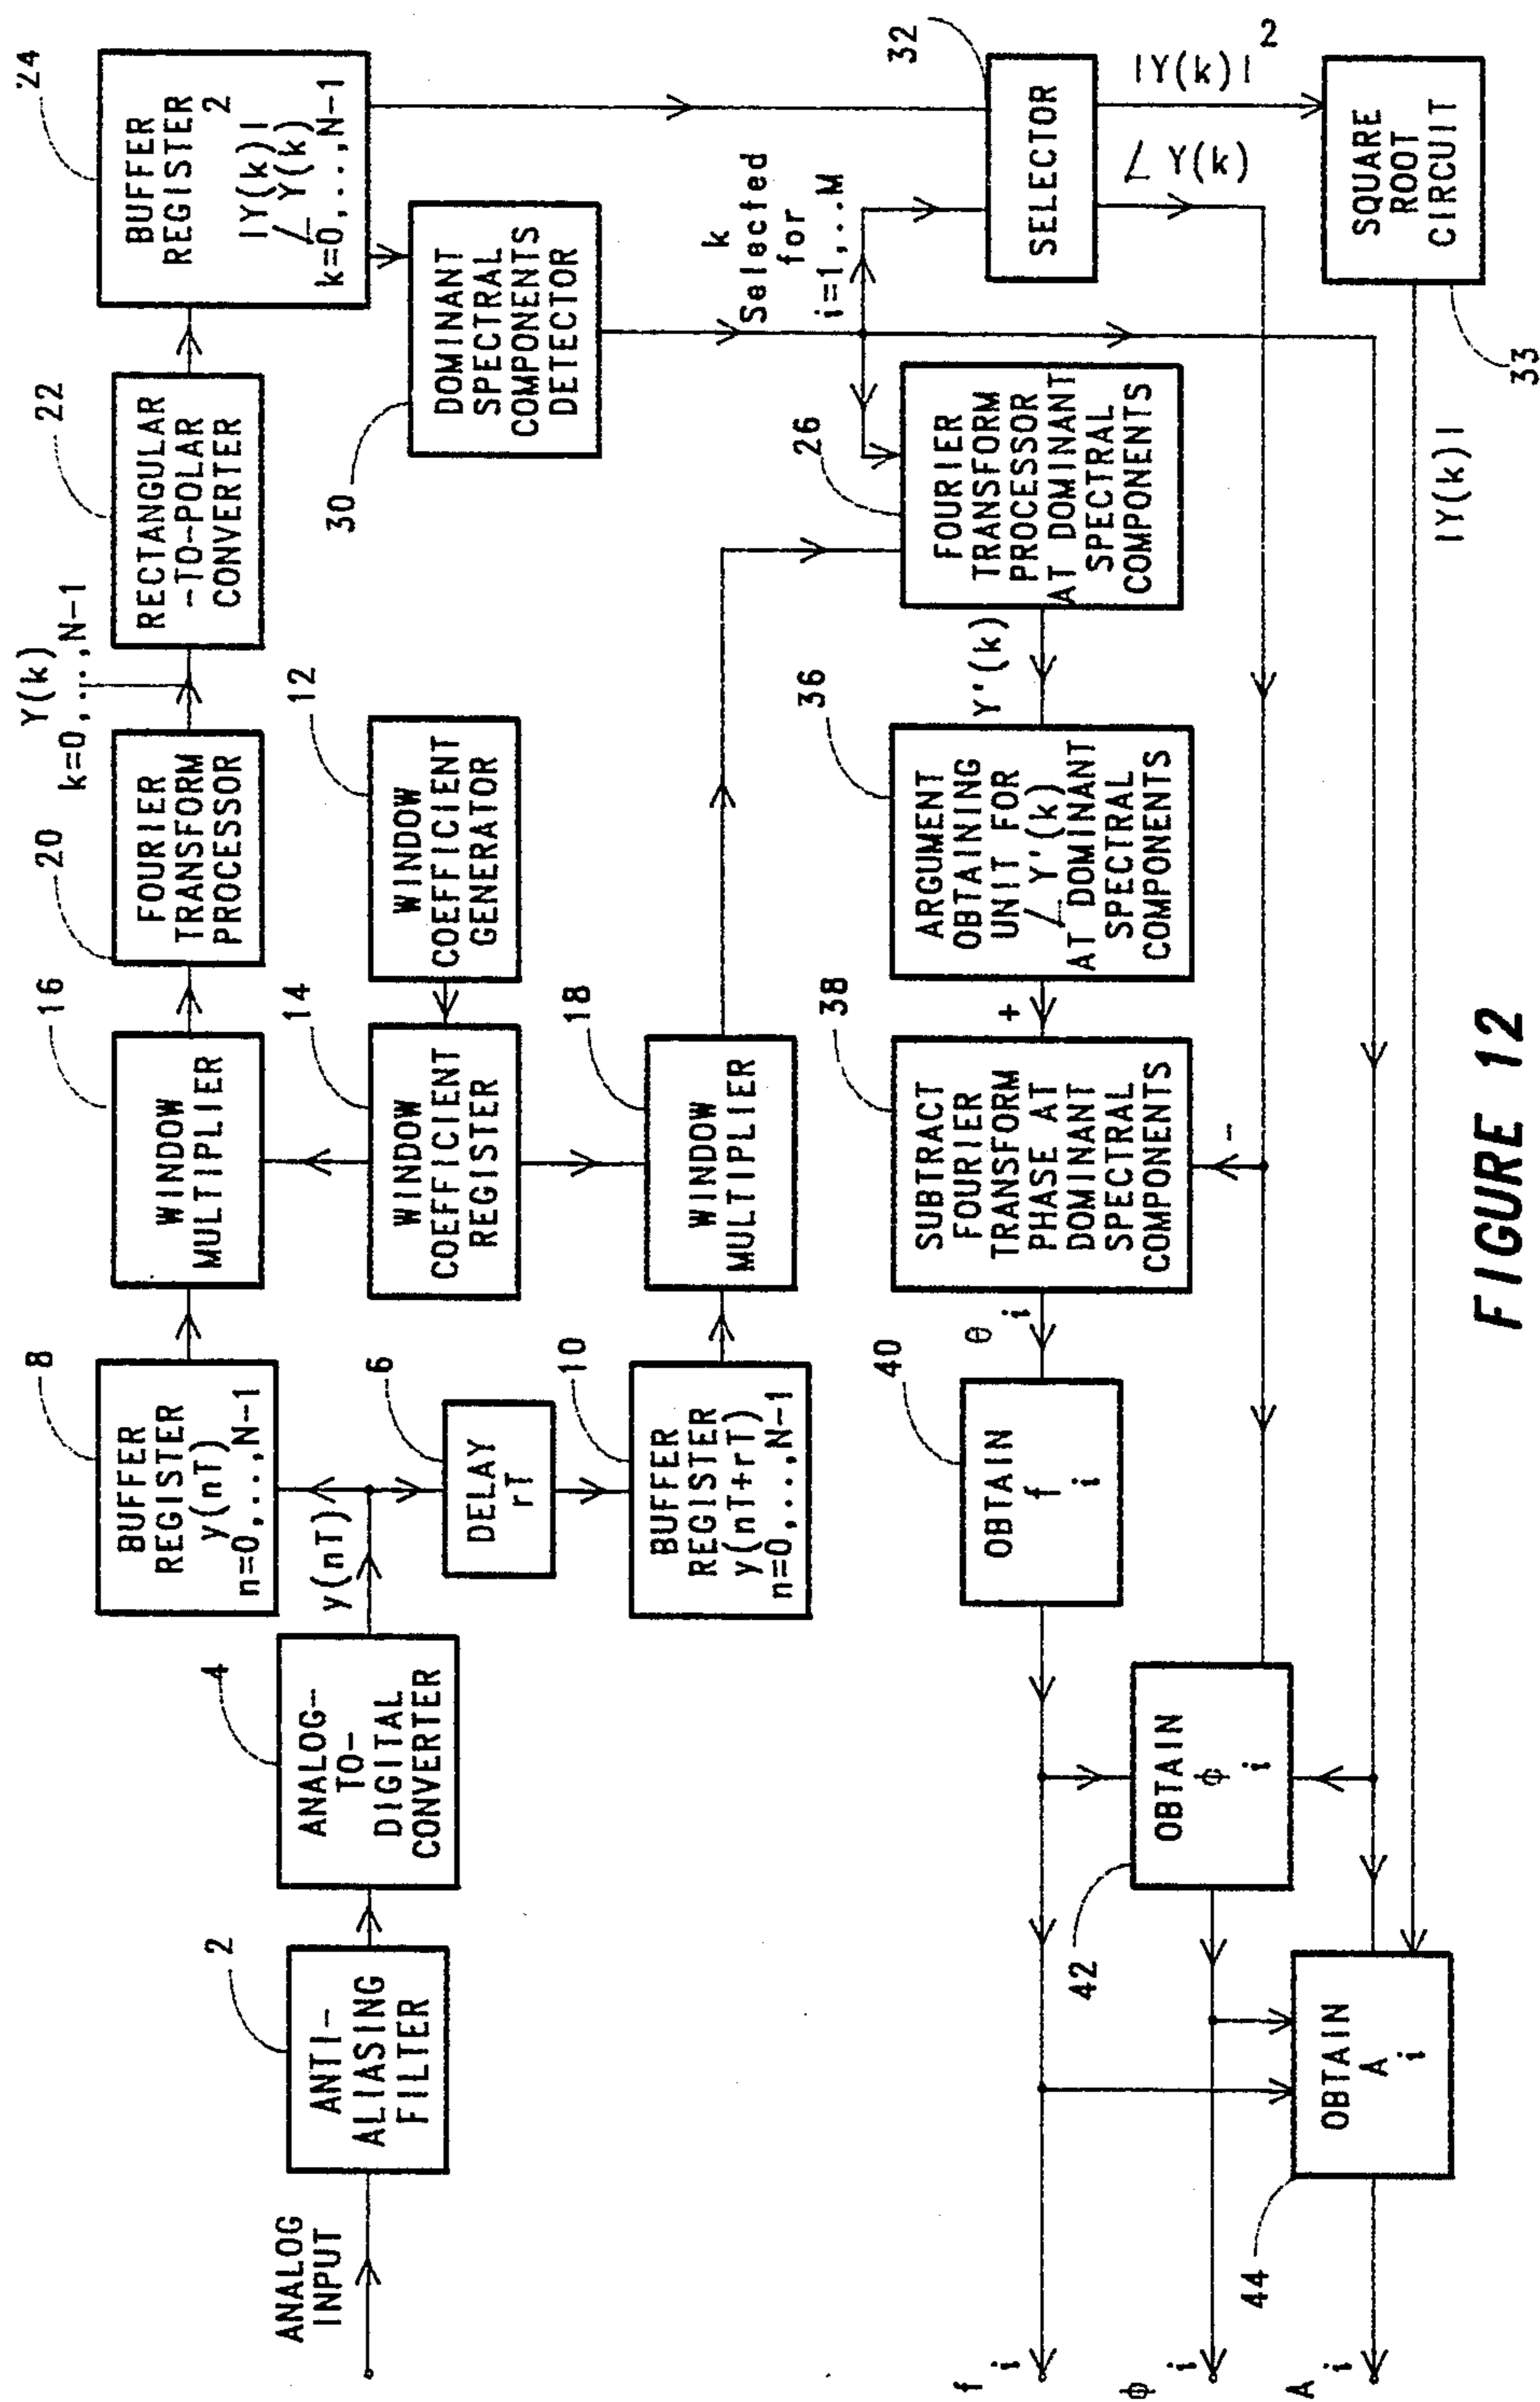 24
BUFFER
REGISTER
|Y(k)|²
∠Y(k)
k=0,..,N-1
22
RECTANGULAR
-TO-POLAR
CONVERTER
Y(k)
k=0,..,N-1
20
FOURIER
TRANSFORM
PROCESSOR
16
WINDOW
MULTIPLIER
8
BUFFER
REGISTER
y(nT)
n=0,..,N-1
12
WINDOW
COEFFICIENT
GENERATOR
14
WINDOW
COEFFICIENT
REGISTER
y(nT)
6
DELAY
rT
4
ANALOG-
TO-
DIGITAL
CONVERTER
2
ANTI-
ALIASING
FILTER
ANALOG
INPUT
10
BUFFER
REGISTER
y(nT+rT)
n=0,..,N-1
18
WINDOW
MULTIPLIER
30
DOMINANT
SPECTRAL
COMPONENTS
DETECTOR
k
Selected
for
i=1,..M
32
SELECTOR
|Y(k)|²
∠Y(k)
SQUARE
ROOT
CIRCUIT
33
|Y(k)|
26
FOURIER
TRANSFORM
PROCESSOR
AT DOMINANT
SPECTRAL
COMPONENTS
Y'(k)
36
ARGUMENT
OBTAINING
UNIT FOR
∠Y'(k)
AT DOMINANT
SPECTRAL
COMPONENTS
+
38
SUBTRACT
FOURIER
TRANSFORM
PHASE AT
DOMINANT
SPECTRAL
COMPONENTS
-
θi
40
OBTAIN
fi
42
OBTAIN
φi
44
OBTAIN
Ai
fi
φi
Ai
FIGURE 12